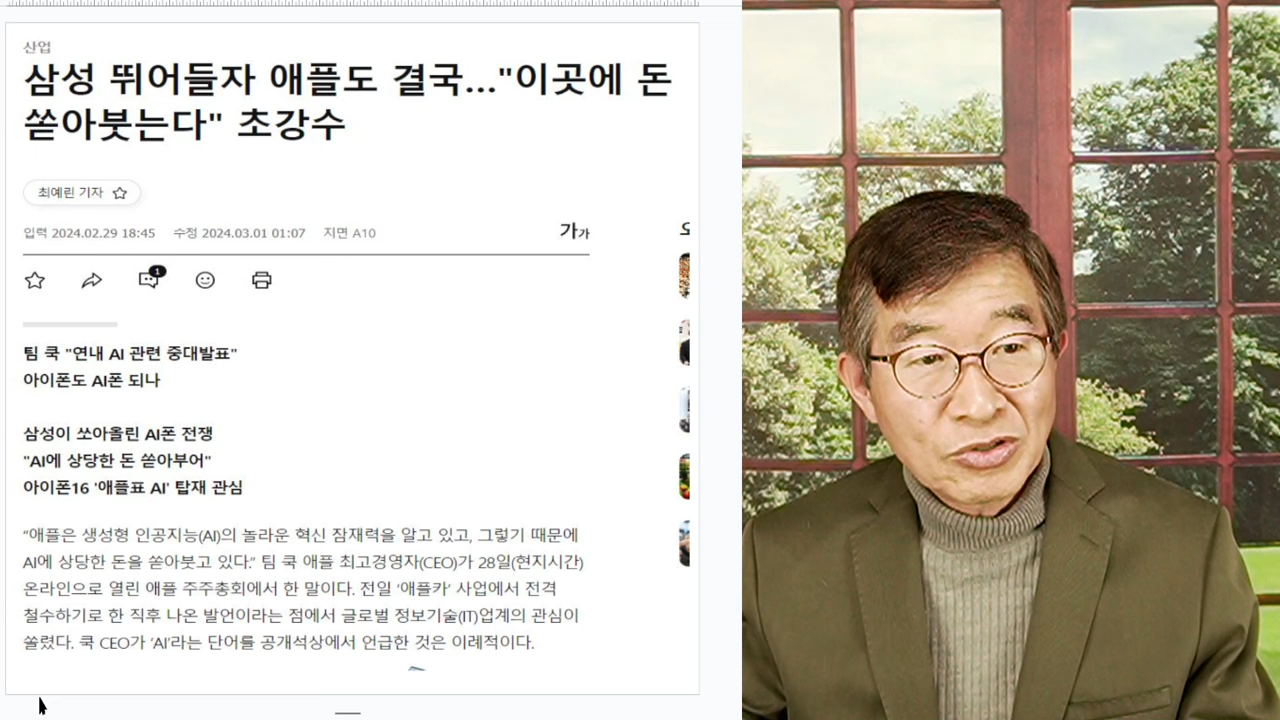 산업
삼성 뛰어들자 애플도 결국..."이곳에 돈
쏟아붓는다" 초강수
최예린 기자
입력 2024.02.29 18:45 수정 2024.03.01 01:07 지면 A10
가가
1
팀 쿡 "연내 AI 관련 중대발표"
아이폰도 AI폰 되나
삼성이 쏘아올린 AI폰 전쟁
"AI에 상당한 돈 쏟아부어"
아이폰16 '애플표 AI' 탑재 관심
“애플은 생성형 인공지능(AI)의 놀라운 혁신 잠재력을 알고 있고, 그렇기 때문에
AI에 상당한 돈을 쏟아붓고 있다.” 팀 쿡 애플 최고경영자(CEO)가 28일(현지시간)
온라인으로 열린 애플 주주총회에서 한 말이다. 전일 ‘애플카’ 사업에서 전격
철수하기로 한 직후 나온 발언이라는 점에서 글로벌 정보기술(IT)업계의 관심이
쏠렸다. 쿡 CEO가 ‘AI’라는 단어를 공개석상에서 언급한 것은 이례적이다.